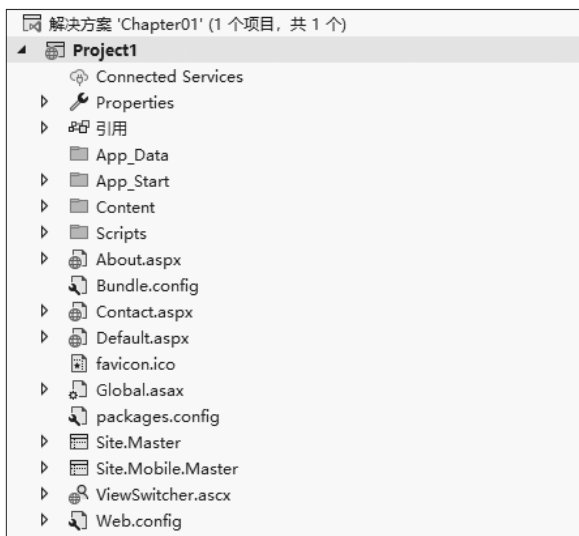 解决方案 'Chapter01' (1 个项目，共 1 个)
Project1
Connected Services
Properties
引用
App_Data
App_Start
Content
Scripts
About.aspx
Bundle.config
Contact.aspx
Default.aspx
favicon.ico
Global.asax
packages.config
Site.Master
Site.Mobile.Master
ViewSwitcher.ascx
Web.config